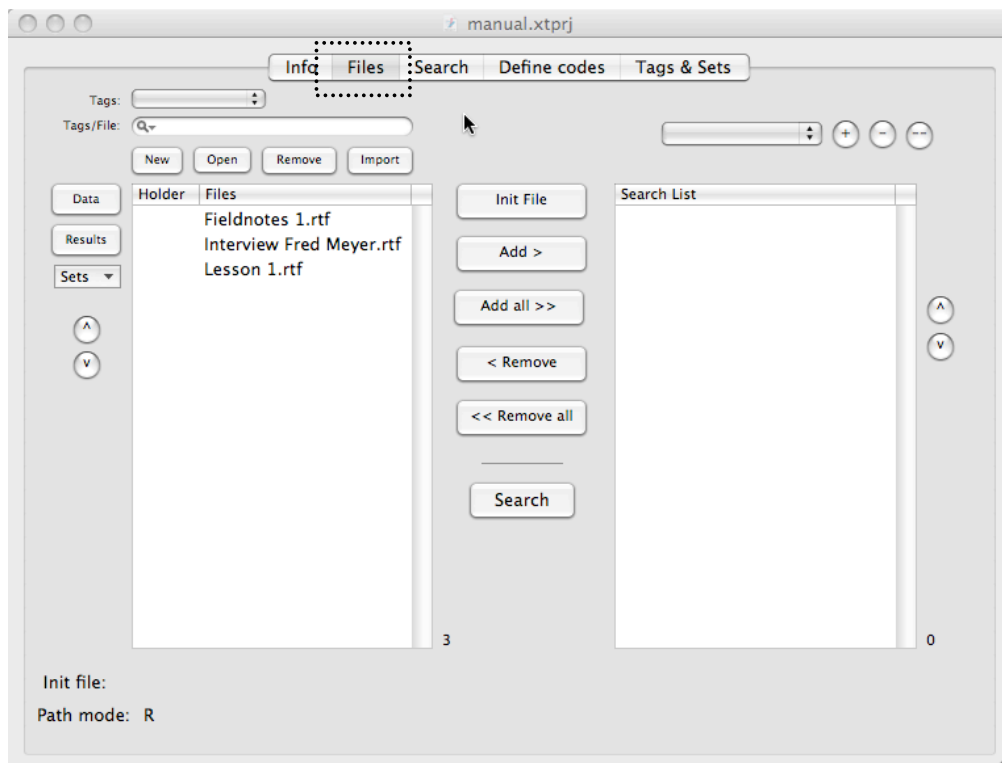 manual.xtprj
Info Files Search Define codes Tags & Sets
Tags:
Tags/File:
New Open Remove Import
+ - --
Data
Results
Sets
^
v
Holder Files
Fieldnotes 1.rtf
Interview Fred Meyer.rtf
Lesson 1.rtf
3
Init File
Add >
Add all >>
< Remove
<< Remove all
Search
Search List
^
v
0
Init file:
Path mode: R